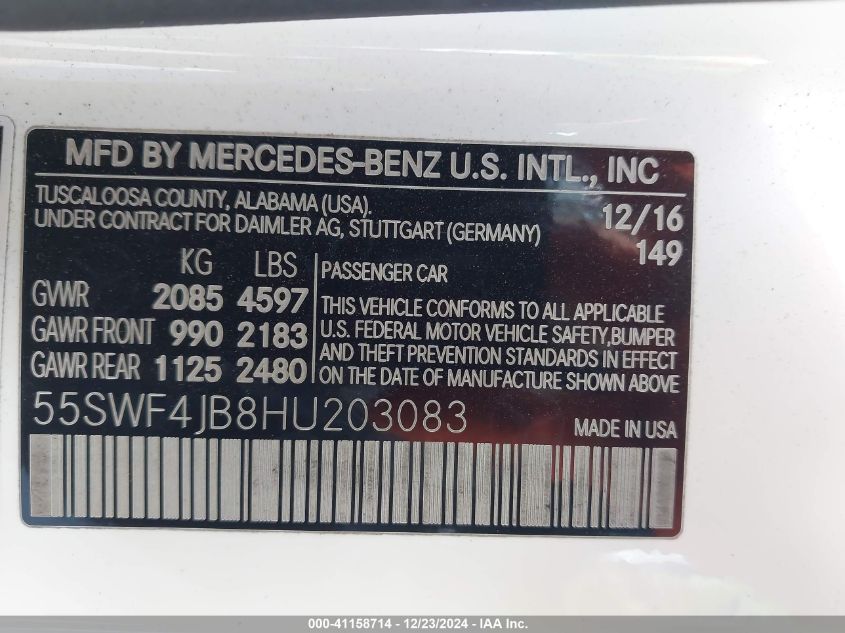 MFD BY MERCEDES-BENZ U.S. INTL., INC
TUSCALOOSA COUNTY, ALABAMA (USA).
UNDER CONTRACT FOR DAIMLER AG, STUTTGART (GERMANY)
12/16
149
KG LBS
GVWR 2085 4597
GAWR FRONT 990 2183
GAWR REAR 1125 2480
PASSENGER CAR
THIS VEHICLE CONFORMS TO ALL APPLICABLE
U.S. FEDERAL MOTOR VEHICLE SAFETY,BUMPER
AND THEFT PREVENTION STANDARDS IN EFFECT
ON THE DATE OF MANUFACTURE SHOWN ABOVE.
55SWF4JB8HU203083
MADE IN USA
000-41158714 - 12/23/2024 - IAA Inc.